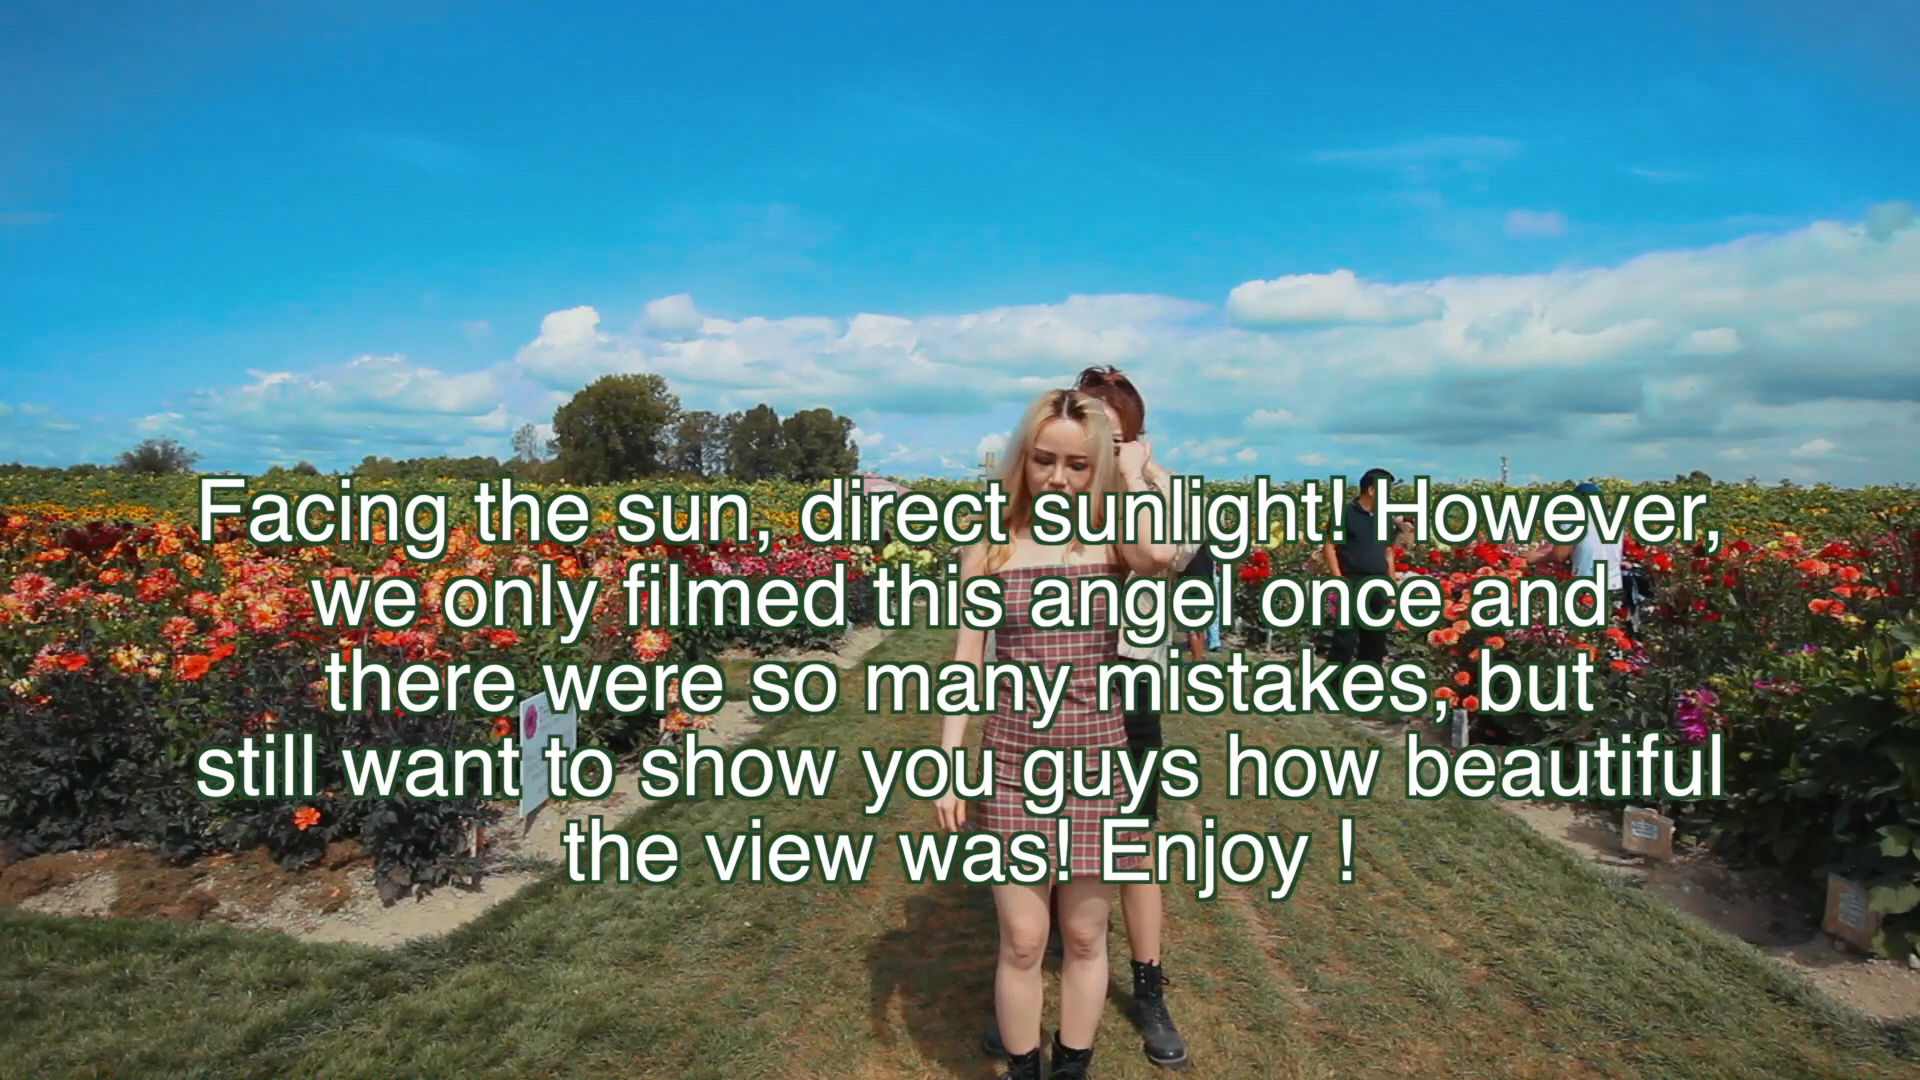 Facing the sun, direct sunlight! However,
we only filmed this angel once and
there were so many mistakes, but
still want to show you guys how beautiful
the view was! Enjoy !